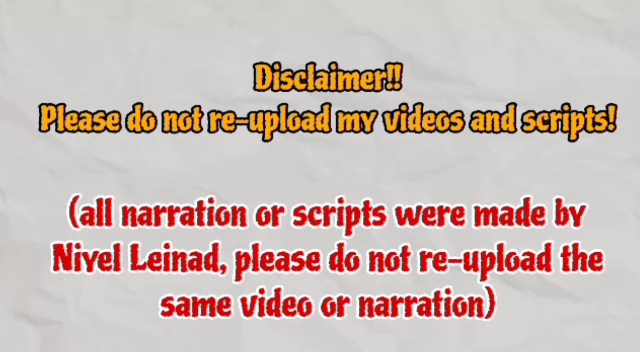 Disclaimer!!
Please do not re-upload my videos and scripts!
(all narration or scripts were made by
Nivel Leinad, please do not re-upload the
same video or narration)